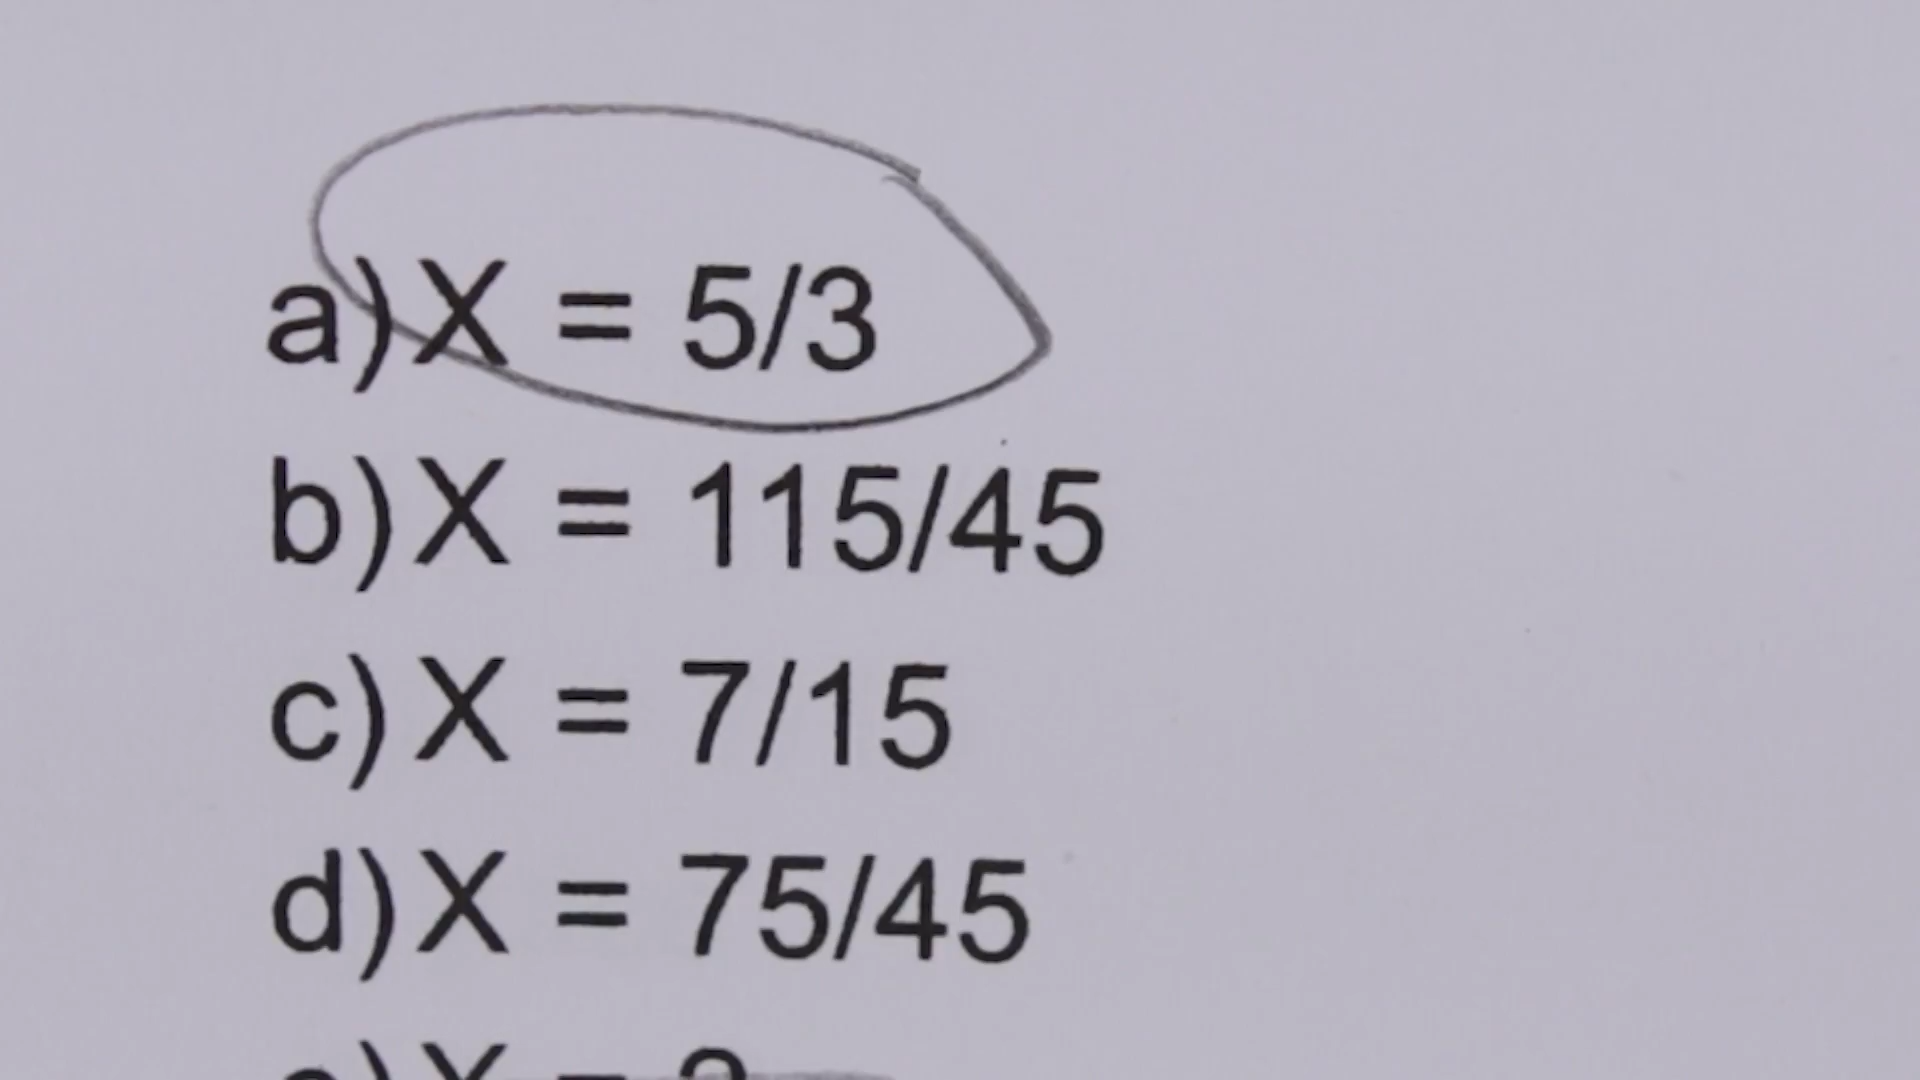 a) X = 5/3
b) X = 115/45
c) X = 7/15
d) X = 75/45